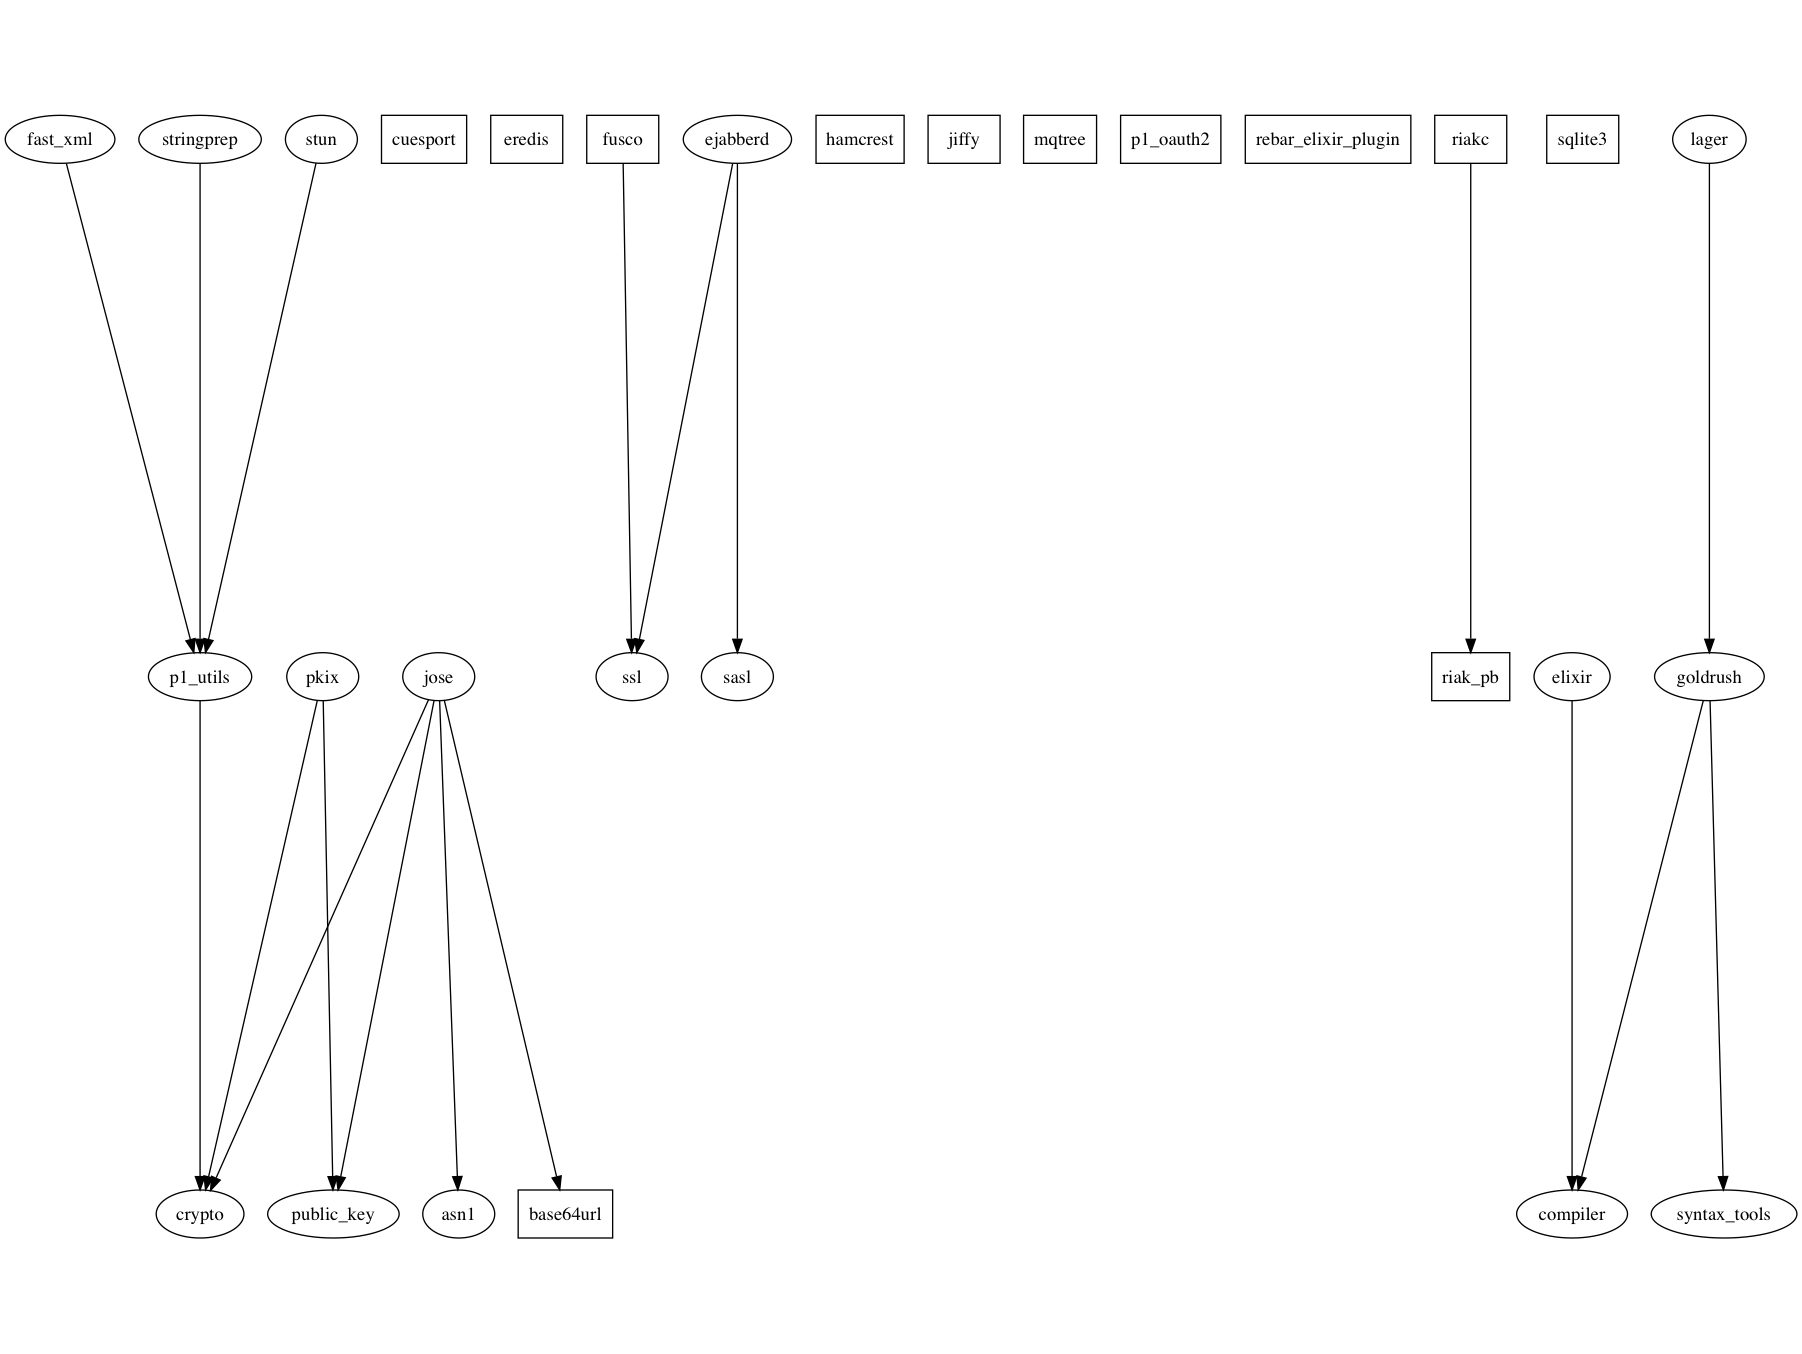 fast_xml
stringprep
stun
cuesport
eredis
fusco
ejabberd
hamcrest
jiffy
mqtree
p1_oauth2
rebar_elixir_plugin
riakc
sqlite3
lager
p1_utils
pkix
jose
ssl
sasl
riak_pb
elixir
goldrush
crypto
public_key
asn1
base64url
compiler
syntax_tools